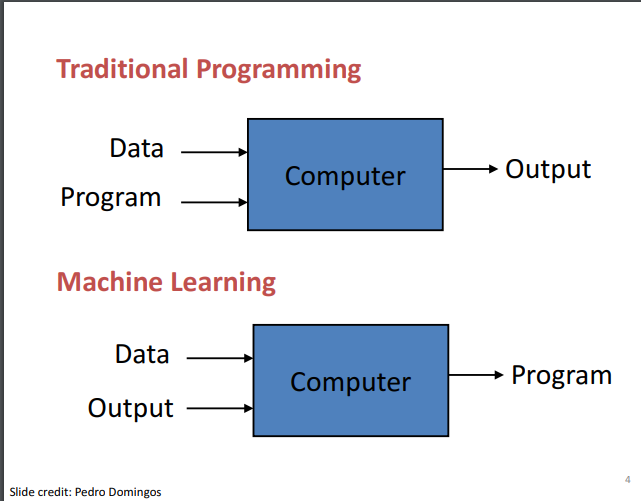 Traditional Programming
Data
Program
Computer
Output
Machine Learning
Data
Output
Computer
Program
Slide credit: Pedro Domingos
4